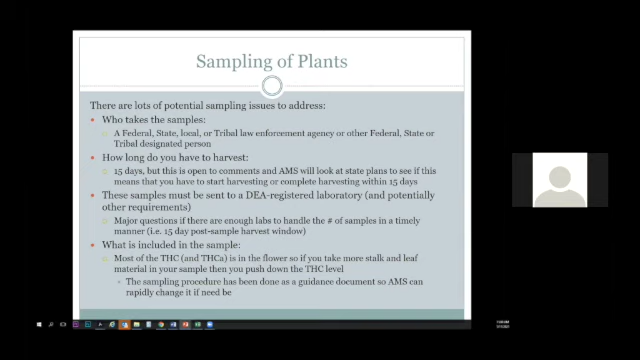 Sampling of Plants
There are lots of potential sampling issues to address:
Who takes the samples:
A Federal, State, local, or Tribal law enforcement agency or other Federal, State or
Tribal designated person
How long do you have to harvest:
15 days, but this is open to comments and AMS will look at state plans to see if this
means that you have to start harvesting or complete harvesting within 15 days
These samples must be sent to a DEA-registered laboratory (and potentially
other requirements)
Major questions if there are enough labs to handle the # of samples in a timely
manner (i.e. 15 day post-sample harvest window)
What is included in the sample:
Most of the THC (and THCa) is in the flower so if you take more stalk and leaf
material in your sample then you push down the THC level
The sampling procedure has been done as a guidance document so AMS can
rapidly change it if need be